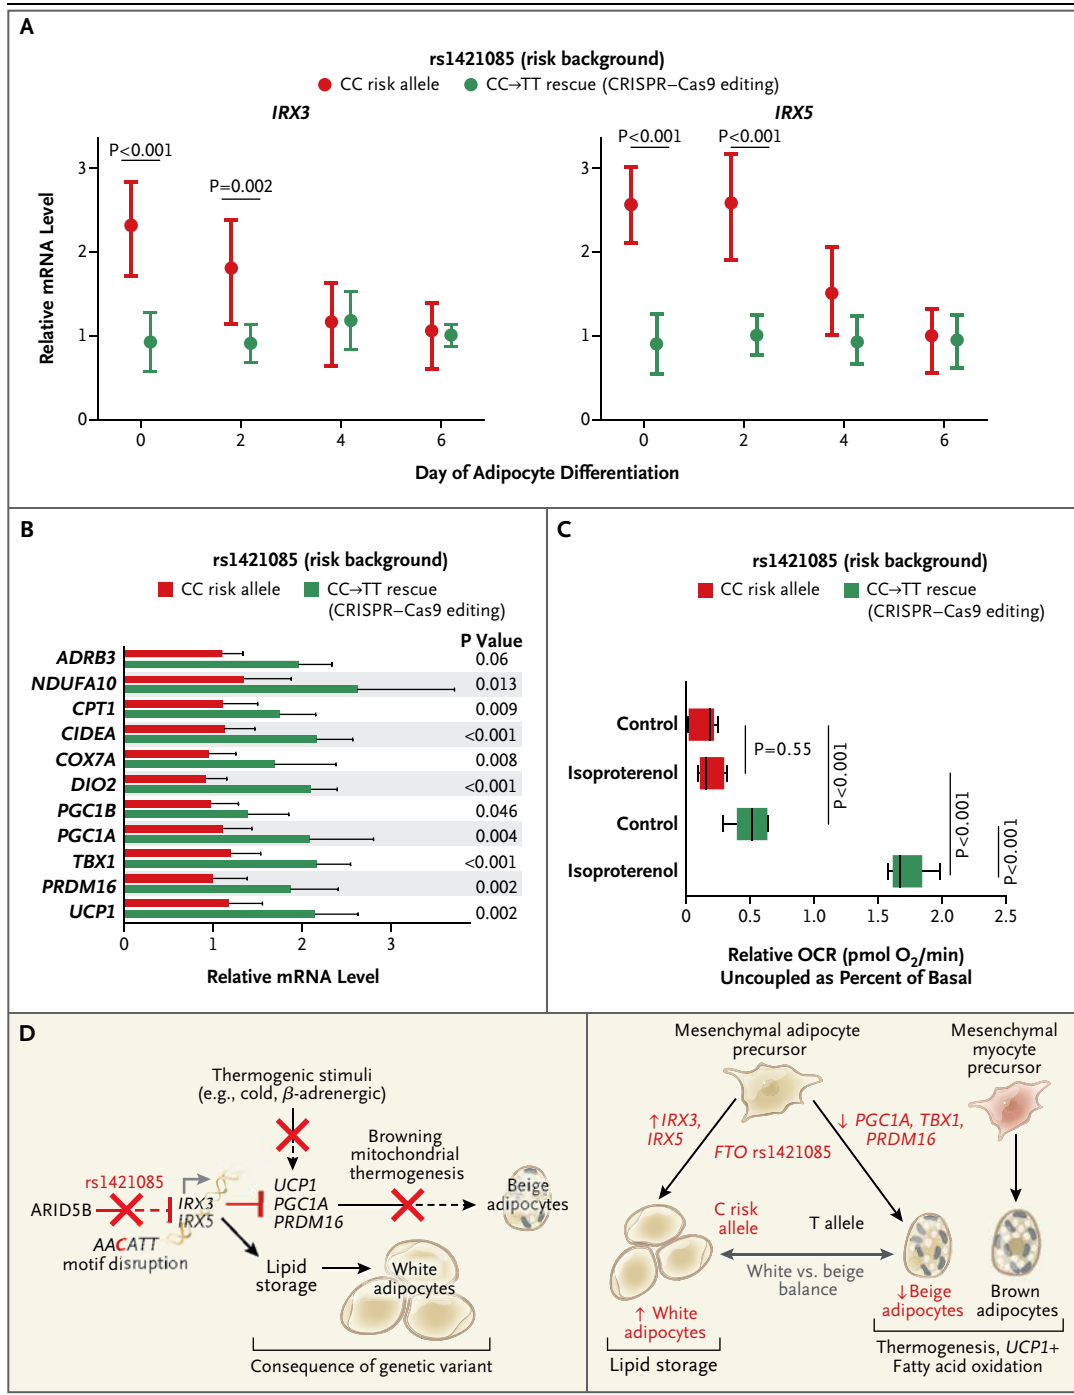 A
rs1421085 (risk background)
CC risk allele CC→TT rescue (CRISPR–Cas9 editing)
IRX3
IRX5
P<0.001
P=0.002
P<0.001
P<0.001
Relative mRNA Level
3
2
1
0
0 2 4 6
3
2
1
0
0 2 4 6
Day of Adipocyte Differentiation
B
rs1421085 (risk background)
CC risk allele CC→TT rescue
(CRISPR–Cas9 editing)
P Value
ADRB3 0.06
NDUFA10 0.013
CPT1 0.009
CIDEA <0.001
COX7A 0.008
DIO2 <0.001
PGC1B 0.046
PGC1A 0.004
TBX1 <0.001
PRDM16 0.002
UCP1 0.002
0 1 2 3
Relative mRNA Level
C
rs1421085 (risk background)
CC risk allele CC→TT rescue
(CRISPR–Cas9 editing)
Control
Isoproterenol
Control
Isoproterenol
P=0.55
P<0.001
P<0.001
P<0.001
0 0.5 1.0 1.5 2.0 2.5
Relative OCR (pmol O₂/min)
Uncoupled as Percent of Basal
D
Thermogenic stimuli
(e.g., cold, β-adrenergic)
Browning
mitochondrial
thermogenesis
rs1421085
ARID5B
IRX3
IRX5
UCP1
PGC1A
PRDM16
Beige
adipocytes
AACATT
motif disruption
Lipid
storage
White
adipocytes
Consequence of genetic variant
Mesenchymal adipocyte
precursor
Mesenchymal
myocyte
precursor
↑IRX3,
IRX5
↓ PGC1A, TBX1,
PRDM16
FTO rs1421085
C risk
allele
T allele
White vs. beige
balance
↑ White
adipocytes
↓Beige
adipocytes
Brown
adipocytes
Lipid storage
Thermogenesis, UCP1+
Fatty acid oxidation